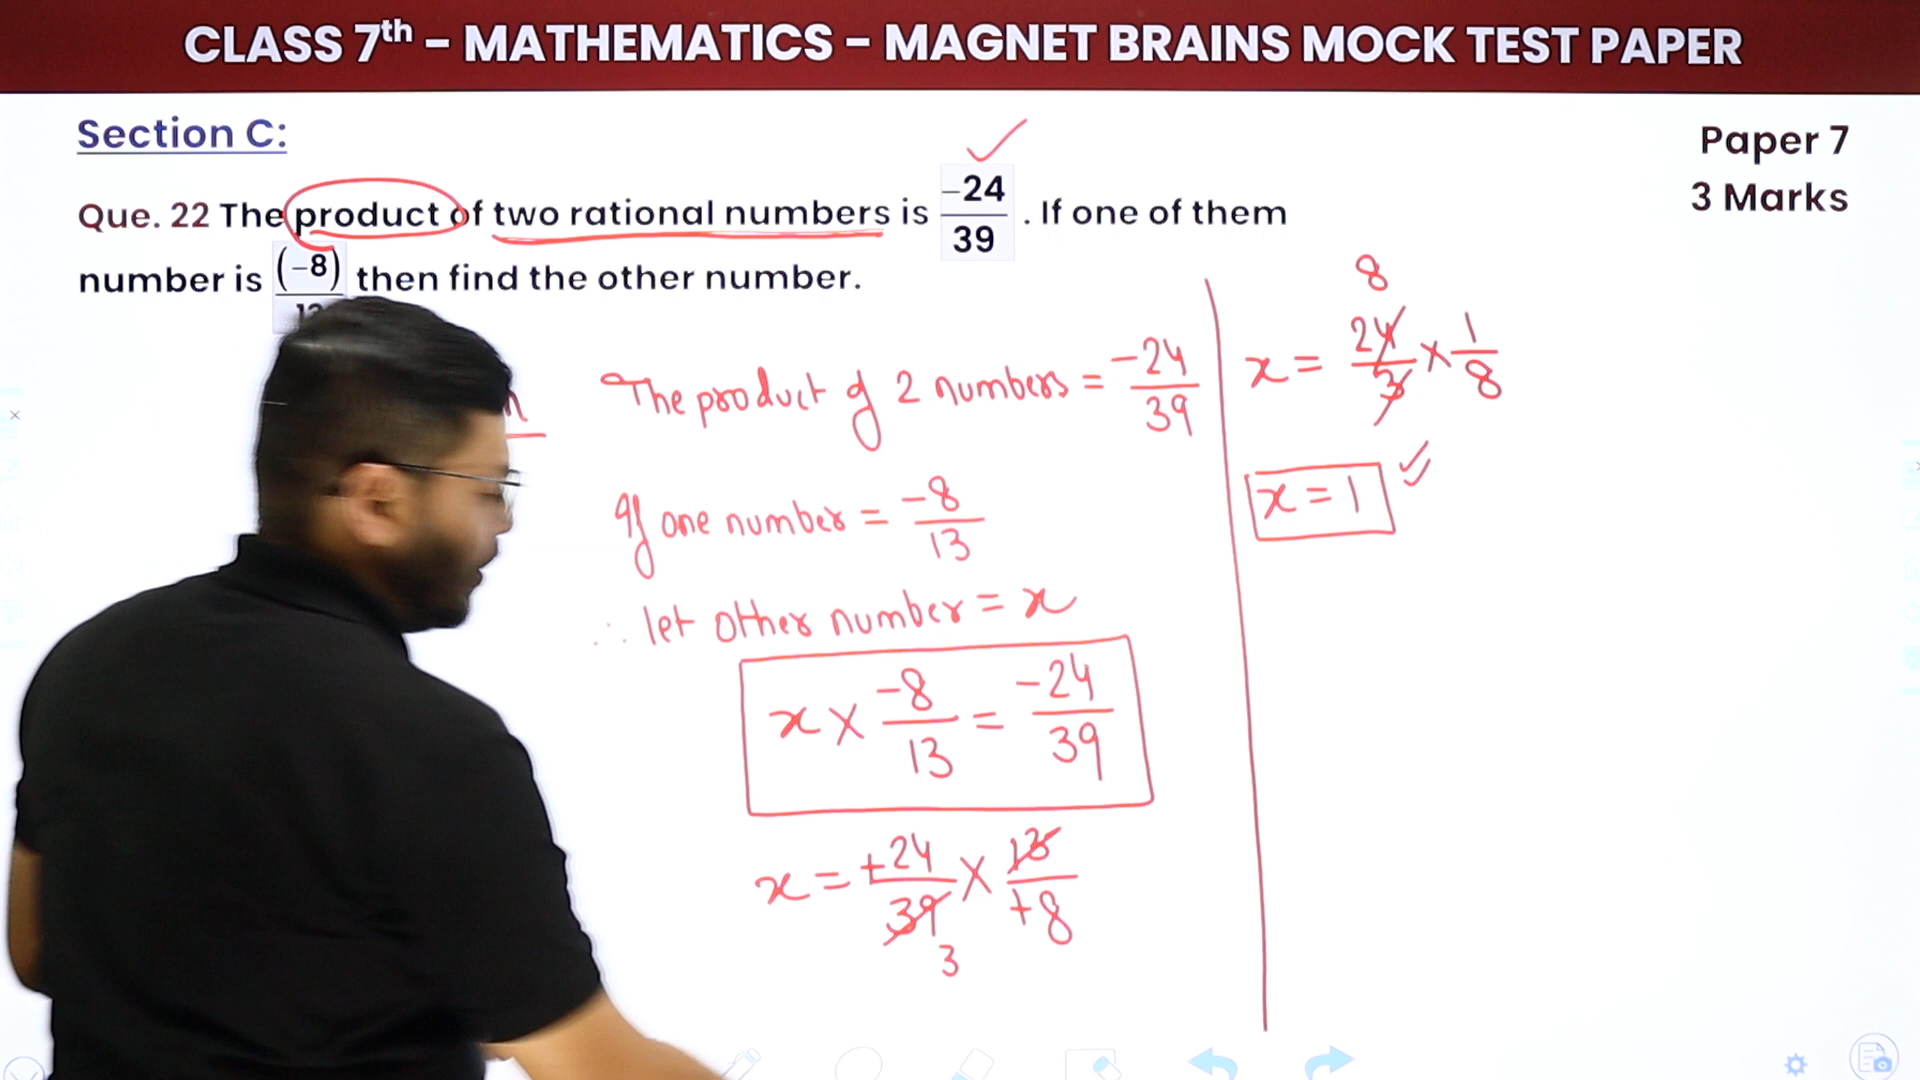 CLASS 7th – MATHEMATICS – MAGNET BRAINS MOCK TEST PAPER
Section C:
Paper 7
3 Marks
Que. 22 The product of two rational numbers is −24/39 . If one of them
number is (−8)/13 then find the other number.
The product of 2 numbers = −24/39
If one number = −8/13
∴ let other number = x
x × −8/13 = −24/39
x = +24/39 × 13/+8
3
8
x = 24/3 × 1/8
x = 1